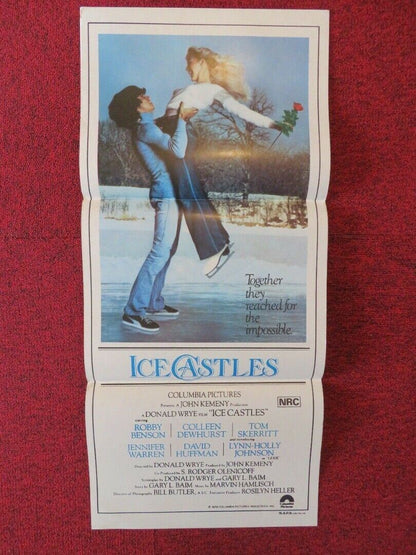 Together
they
reached for
the
impossible.
ICE CASTLES
COLUMBIA PICTURES
Presents A JOHN KEMENY Production
A DONALD WRYE FILM "ICE CASTLES"
NRC
starring
ROBBY BENSON COLLEEN DEWHURST TOM SKERRITT
JENNIFER WARREN DAVID HUFFMAN LYNN-HOLLY JOHNSON
Directed by DONALD WRYE Produced by JOHN KEMENY
Co-Produced by S. RODGER OLENICOFF
Screenplay by DONALD WRYE and GARY L. BAIM
Story by GARY L. BAIM Music by MARVIN HAMLISCH
Director of Photography BILL BUTLER, A.S.C. Executive Producer ROSILYN HELLER
Columbia Pictures